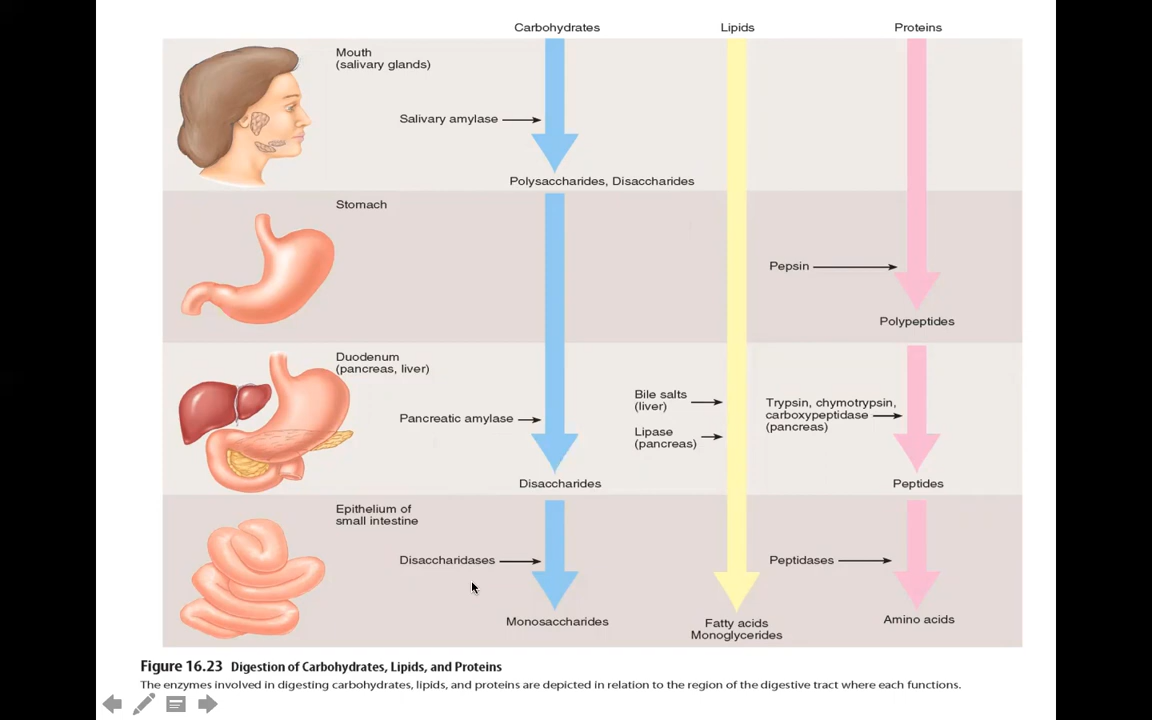 Carbohydrates
Lipids
Proteins
Mouth
(salivary glands)
Salivary amylase
Polysaccharides, Disaccharides
Stomach
Pepsin
Polypeptides
Duodenum
(pancreas, liver)
Pancreatic amylase
Bile salts
(liver)
Lipase
(pancreas)
Trypsin, chymotrypsin,
carboxypeptidase
(pancreas)
Disaccharides
Peptides
Epithelium of
small intestine
Disaccharidases
Peptidases
Monosaccharides
Fatty acids
Monoglycerides
Amino acids
Figure 16.23 Digestion of Carbohydrates, Lipids, and Proteins
The enzymes involved in digesting carbohydrates, lipids, and proteins are depicted in relation to the region of the digestive tract where each functions.